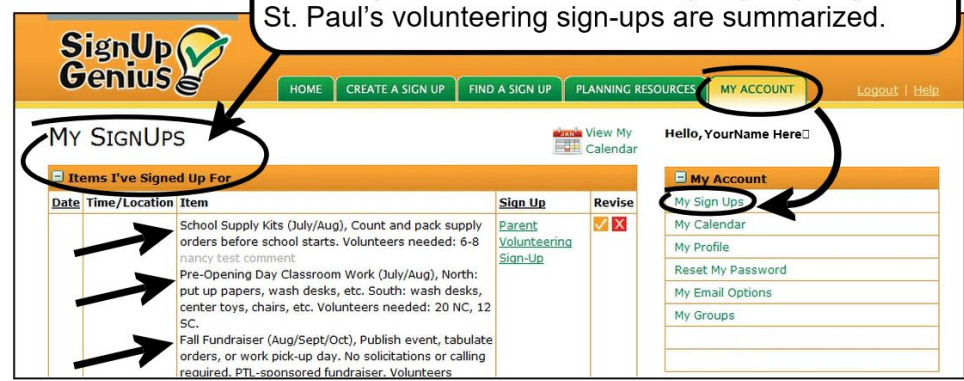 St. Paul’s volunteering sign-ups are summarized.
SignUp
Genius
HOME CREATE A SIGN UP FIND A SIGN UP PLANNING RESOURCES MY ACCOUNT Logout | Help
MY SIGNUPS
View My
Calendar
Hello, YourName Here
Items I've Signed Up For
Date Time/Location Item Sign Up Revise
School Supply Kits (July/Aug), Count and pack supply
orders before school starts. Volunteers needed: 6-8
nancy test comment
Parent
Volunteering
Sign-Up
Pre-Opening Day Classroom Work (July/Aug), North:
put up papers, wash desks, etc. South: wash desks,
center toys, chairs, etc. Volunteers needed: 20 NC, 12
SC.
Fall Fundraiser (Aug/Sept/Oct), Publish event, tabulate
orders, or work pick-up day. No solicitations or calling
required. PTL-sponsored fundraiser. Volunteers
My Account
My Sign Ups
My Calendar
My Profile
Reset My Password
My Email Options
My Groups